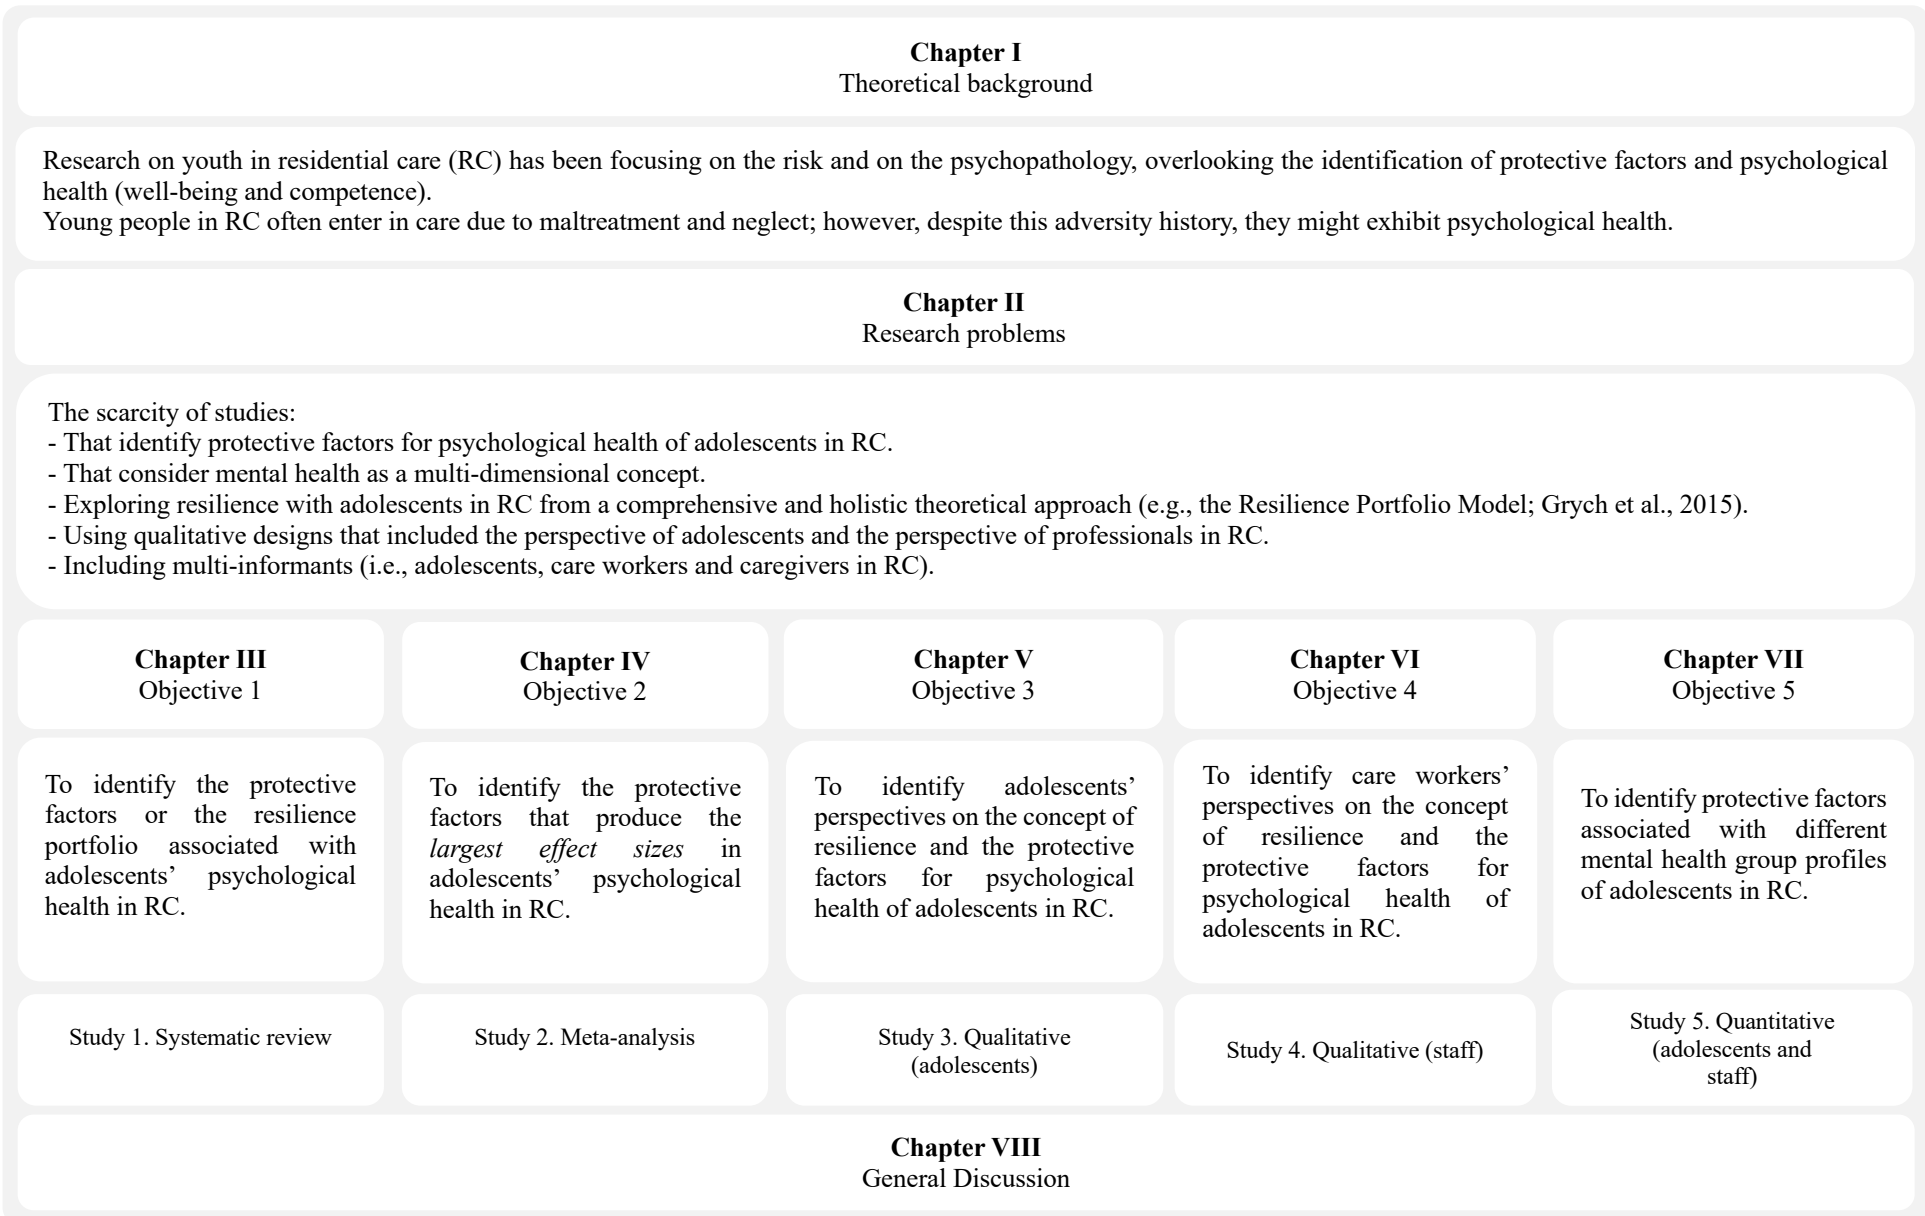 Chapter I
Theoretical background
Research on youth in residential care (RC) has been focusing on the risk and on the psychopathology, overlooking the identification of protective factors and psychological
health (well-being and competence).
Young people in RC often enter in care due to maltreatment and neglect; however, despite this adversity history, they might exhibit psychological health.
Chapter II
Research problems
The scarcity of studies:
- That identify protective factors for psychological health of adolescents in RC.
- That consider mental health as a multi-dimensional concept.
- Exploring resilience with adolescents in RC from a comprehensive and holistic theoretical approach (e.g., the Resilience Portfolio Model; Grych et al., 2015).
- Using qualitative designs that included the perspective of adolescents and the perspective of professionals in RC.
- Including multi-informants (i.e., adolescents, care workers and caregivers in RC).
Chapter III
Objective 1
To identify the protective
factors or the resilience
portfolio associated with
adolescents’ psychological
health in RC.
Study 1. Systematic review
Chapter IV
Objective 2
To identify the protective
factors that produce the
largest effect sizes in
adolescents’ psychological
health in RC.
Study 2. Meta-analysis
Chapter V
Objective 3
To identify adolescents’
perspectives on the concept of
resilience and the protective
factors for psychological
health of adolescents in RC.
Study 3. Qualitative
(adolescents)
Chapter VI
Objective 4
To identify care workers’
perspectives on the concept
of resilience and the
protective factors for
psychological health of
adolescents in RC.
Study 4. Qualitative (staff)
Chapter VII
Objective 5
To identify protective factors
associated with different
mental health group profiles
of adolescents in RC.
Study 5. Quantitative
(adolescents and
staff)
Chapter VIII
General Discussion